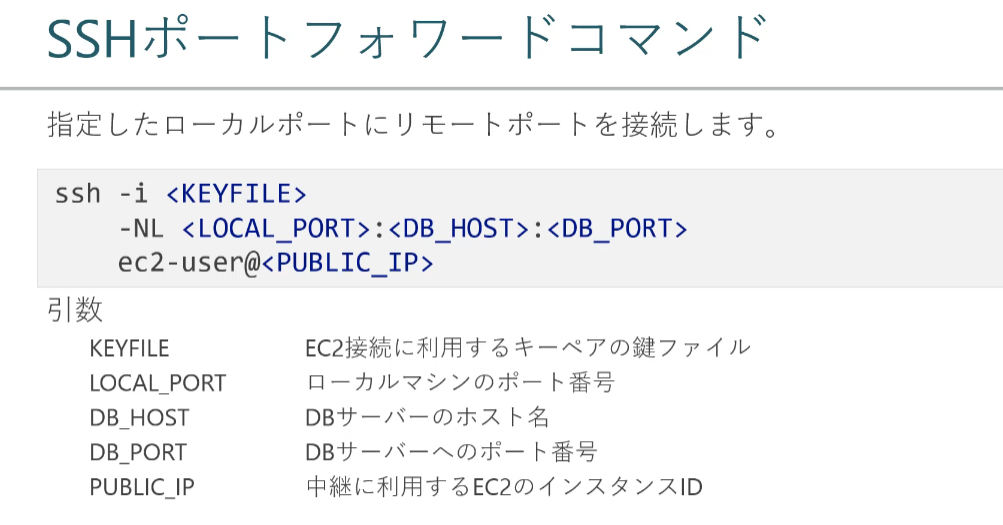 SSHポートフォワードコマンド
指定したローカルポートにリモートポートを接続します。
ssh -i <KEYFILE>
-NL <LOCAL_PORT>:<DB_HOST>:<DB_PORT>
ec2-user@<PUBLIC_IP>
引数
KEYFILE EC2接続に利用するキーペアの鍵ファイル
LOCAL_PORT ローカルマシンのポート番号
DB_HOST DBサーバーのホスト名
DB_PORT DBサーバーへのポート番号
PUBLIC_IP 中継に利用するEC2のインスタンスID